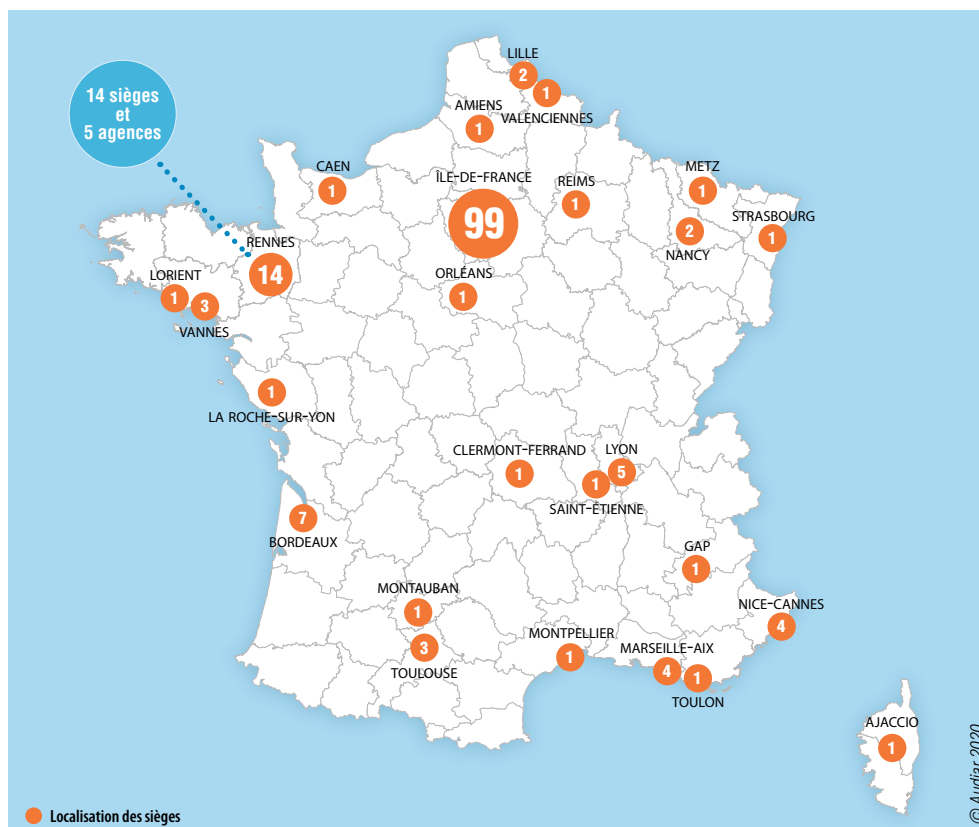 LILLE
2
1
VALENCIENNES
14 sièges
et
5 agences
AMIENS
1
CAEN
1
ÎLE-DE-FRANCE
99
REIMS
1
METZ
1
STRASBOURG
1
2
NANCY
RENNES
14
ORLÉANS
1
LORIENT
1
3
VANNES
1
LA ROCHE-SUR-YON
CLERMONT-FERRAND
1
LYON
5
1
SAINT-ÉTIENNE
7
BORDEAUX
GAP
1
MONTAUBAN
1
NICE-CANNES
4
3
TOULOUSE
MONTPELLIER
1
MARSEILLE-AIX
4
1
TOULON
AJACCIO
1
Localisation des sièges
© Audiar 2020